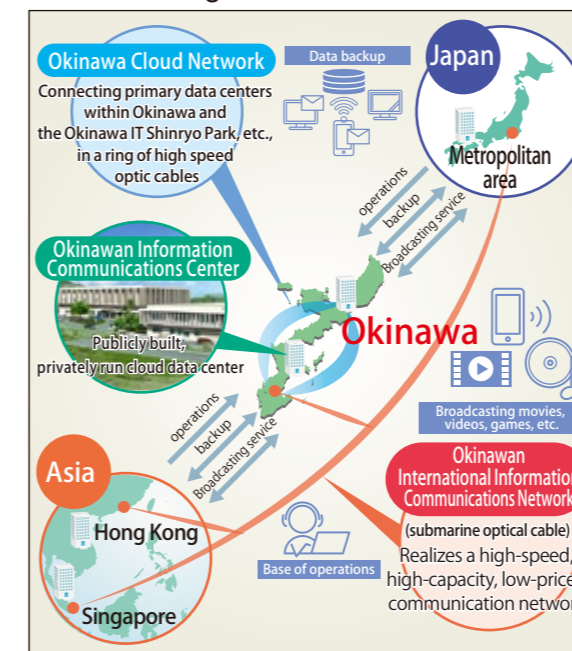 Okinawa Cloud Network
Connecting primary data centers
within Okinawa and
the Okinawa IT Shinryo Park, etc.,
in a ring of high speed
optic cables
Data backup
Japan
Metropolitan
area
operations
backup
Broadcasting service
Okinawan Information
Communications Center
Publicly built,
privately run cloud data center
Okinawa
Broadcasting movies,
videos, games, etc.
operations
backup
Broadcasting service
Asia
Hong Kong
Singapore
Base of operations
Okinawan
International Information
Communications Network
(submarine optical cable)
Realizes a high-speed,
high-capacity, low-price
communication networ